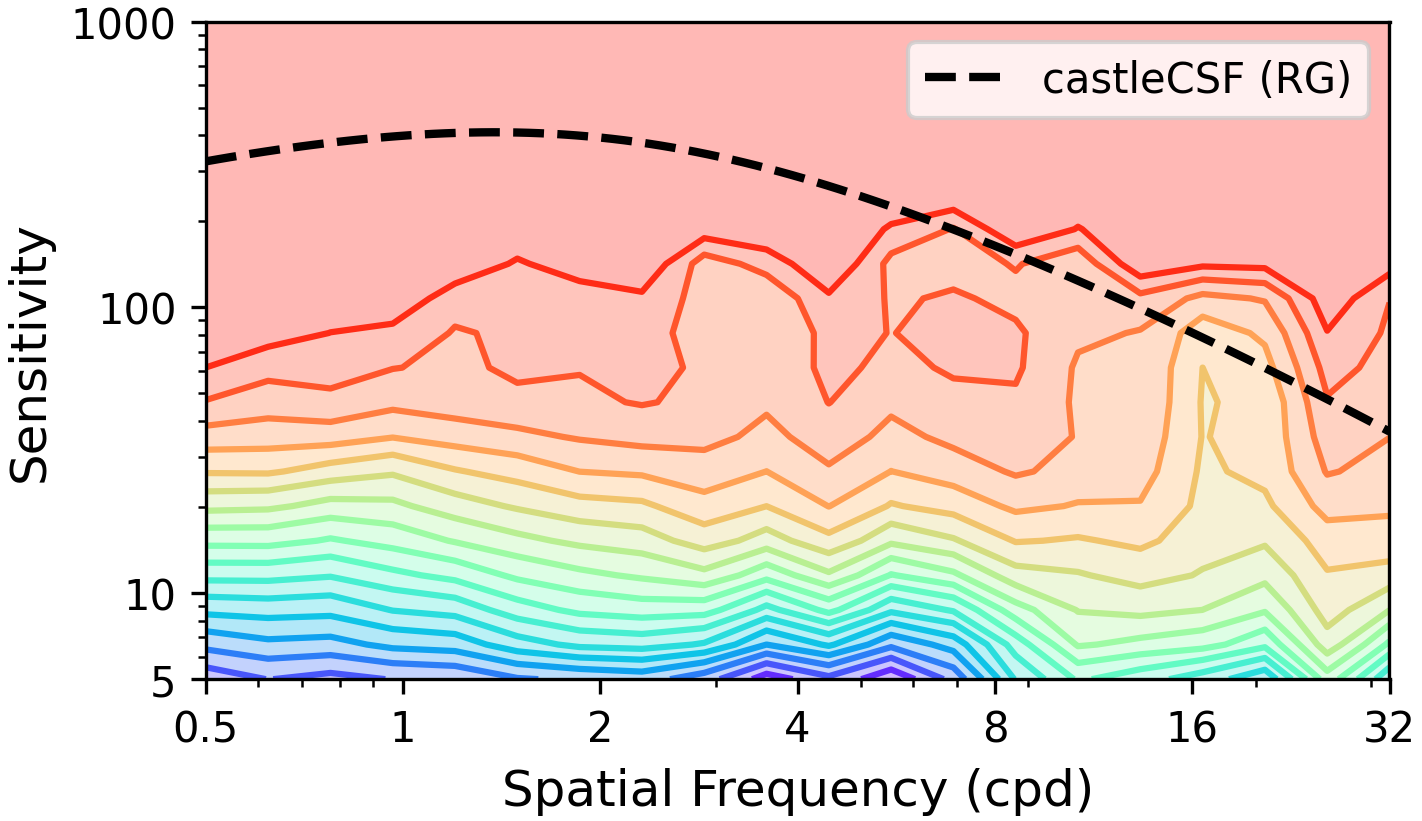 1000
castleCSF (RG)
100
Sensitivity
10
5
0.5 1 2 4 8 16 32
Spatial Frequency (cpd)